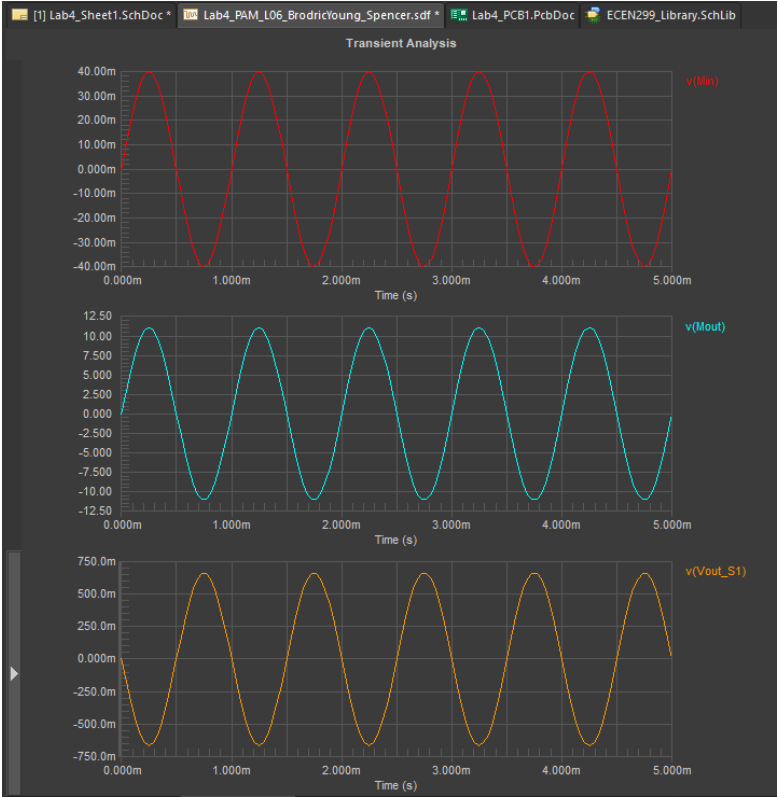 [1] Lab4_Sheet1.SchDoc * Lab4_PAM_L06_BrodricYoung_Spencer.sdf * Lab4_PCB1.PcbDoc ECEN299_Library.SchLib
Transient Analysis
40.00m
30.00m
20.00m
10.00m
0.000m
-10.00m
-20.00m
-30.00m
-40.00m
v(Min)
0.000m 1.000m 2.000m 3.000m 4.000m 5.000m
Time (s)
12.50
10.00
7.500
5.000
2.500
0.000
-2.500
-5.000
-7.500
-10.00
-12.50
v(Mout)
0.000m 1.000m 2.000m 3.000m 4.000m 5.000m
Time (s)
750.0m
500.0m
250.0m
0.000m
-250.0m
-500.0m
-750.0m
v(Vout_S1)
0.000m 1.000m 2.000m 3.000m 4.000m 5.000m
Time (s)